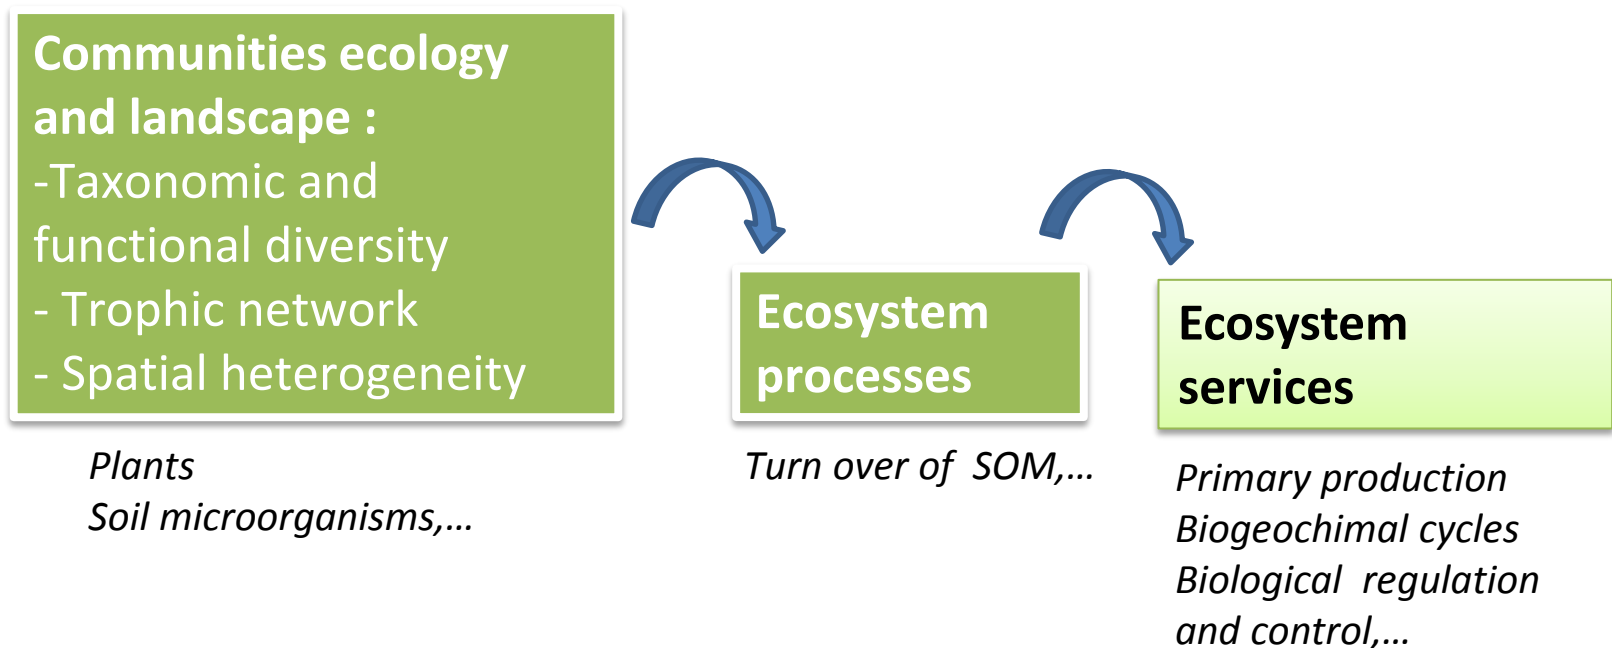 Communities ecology
and landscape :
-Taxonomic and
functional diversity
- Trophic network
- Spatial heterogeneity
Plants
Soil microorganisms,...
Ecosystem
processes
Turn over of  SOM,...
Ecosystem
services
Primary production
Biogeochimal cycles
Biological  regulation
and control,...